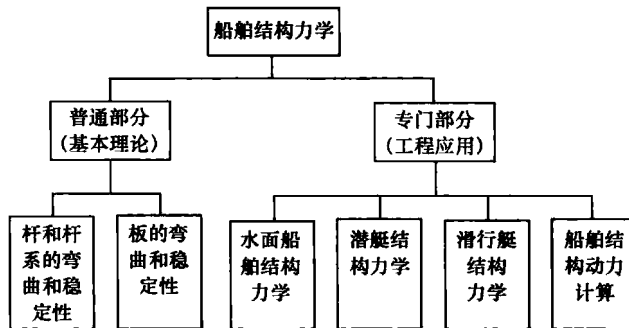 船舶结构力学
普通部分
(基本理论)
专门部分
(工程应用)
杆和杆
系的弯
曲和稳
定性
板的弯
曲和稳
定性
水面船
舶结构
力学
潜艇结
构力学
滑行艇
结构
力学
船舶结
构动力
计算